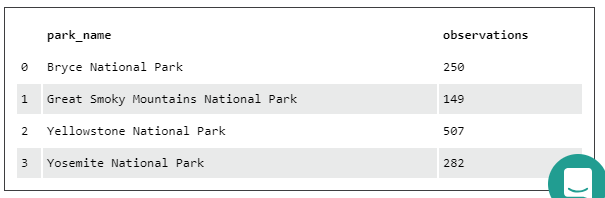 park_name observations
0 Bryce National Park 250
1 Great Smoky Mountains National Park 149
2 Yellowstone National Park 507
3 Yosemite National Park 282